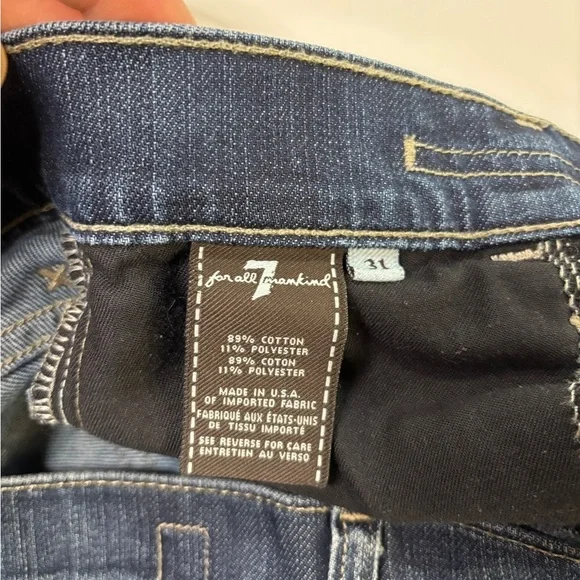 for all 7 mankind
31
89% COTTON
11% POLYESTER
89% COTON
11% POLYESTER
MADE IN U.S.A.
OF IMPORTED FABRIC
FABRIQUÉ AUX ÉTATS-UNIS
DE TISSU IMPORTÉ
SEE REVERSE FOR CARE
ENTRETIEN AU VERSO